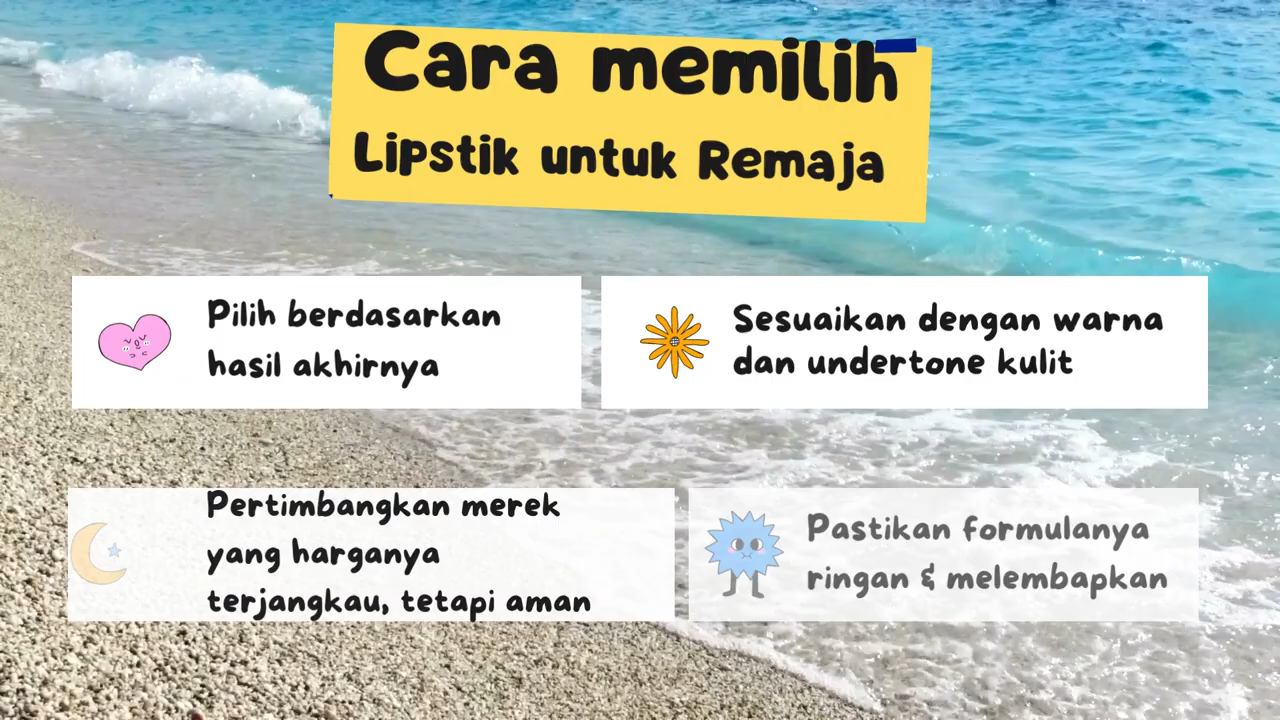 Cara memilih
Lipstik untuk Remaja
Pilih berdasarkan
hasil akhirnya
Sesuaikan dengan warna
dan undertone kulit
Pertimbangkan merek
yang harganya
terjangkau, tetapi aman
Pastikan formulanya
ringan & melembapkan